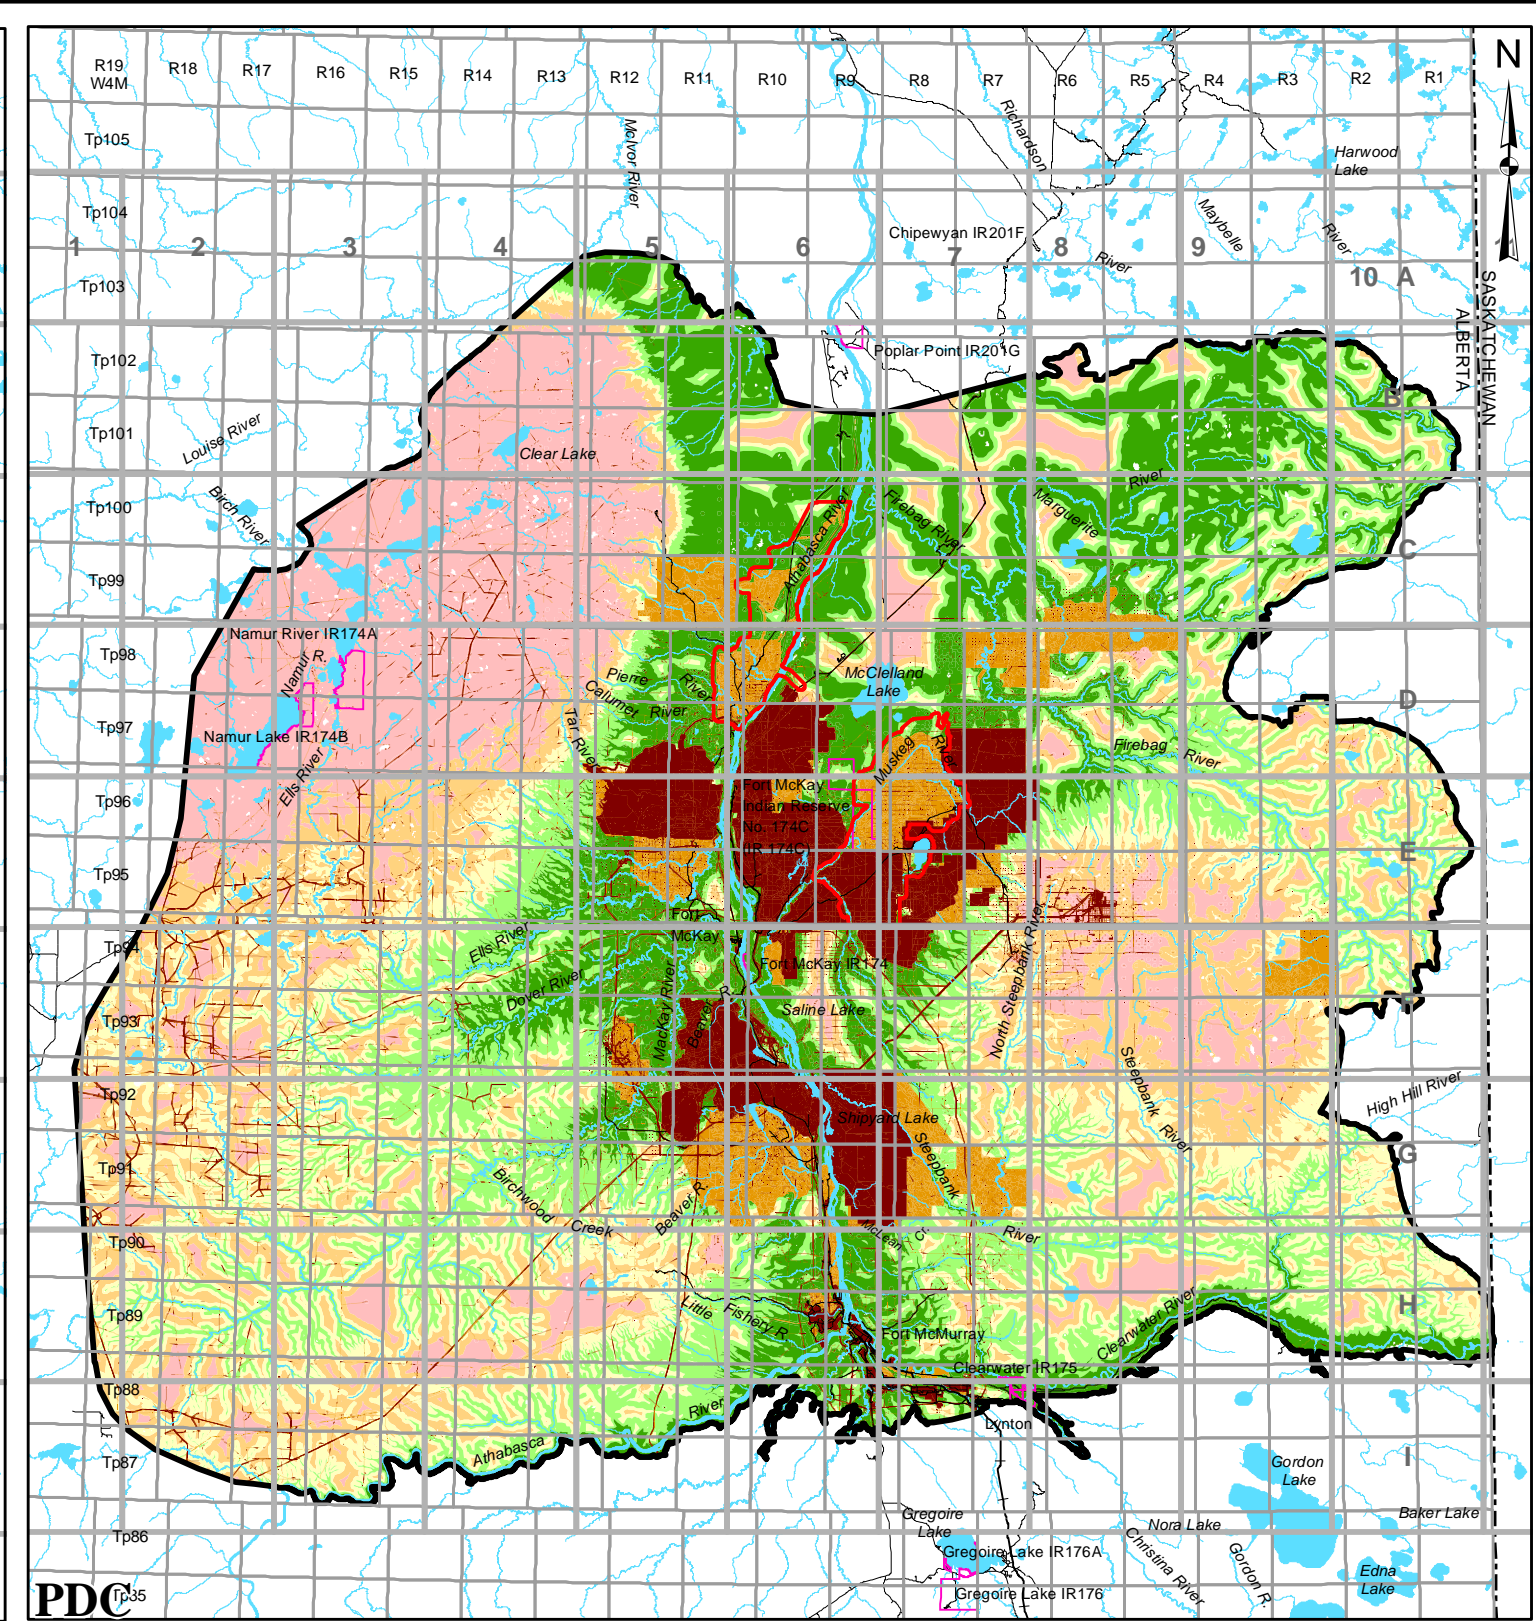 N
R19
W4M
R18
R17
R16
R15
R14
R13
R12
R11
R10
R9
R8
R7
R6
R5
R4
R3
R2
R1
Tp105
McIvor River
Richardson
Harwood
Lake
Tp104
Maybelle
River
Chipewyan IR201F
River
1
2
3
4
5
6
7
8
9
10
A
Tp103
SASKATCHEWAN
ALBERTA
Tp102
Poplar Point IR201G
B
Tp101
Louise River
Clear Lake
River
Tp100
Birch River
Athabasca River
Firebag River
Marguerite
C
Tp99
Namur River IR174A
Tp98
Namur
R.
Pierre
River
McClelland
Lake
Calumet
River
D
Tp97
Tar River
Namur Lake IR174B
Muskeg
River
Firebag
River
Ells River
Tp96
Fort McKay
Indian Reserve
No. 174C
(IR 174C)
E
Tp95
Fort
McKay
Tp94
Ells River
Fort McKay IR174
Dover River
MacKay River
Beaver
R.
North Steepbank River
F
Tp93
Saline Lake
Steepbank
River
Tp92
High Hill River
Shipyard Lake
Steepbank
G
Tp91
Birchwood
Creek
Beaver R.
McLean
Cr.
River
Tp90
H
Tp89
Little
Fishery R.
Clearwater River
Fort McMurray
Clearwater IR175
Tp88
River
Lynton
Athabasca
Tp87
Gordon
Lake
I
Gregoire
Lake
Nora Lake
Baker Lake
Tp86
Christina River
Gordon R.
Gregoire Lake IR176A
Edna
Lake
Gregoire Lake IR176
PDC